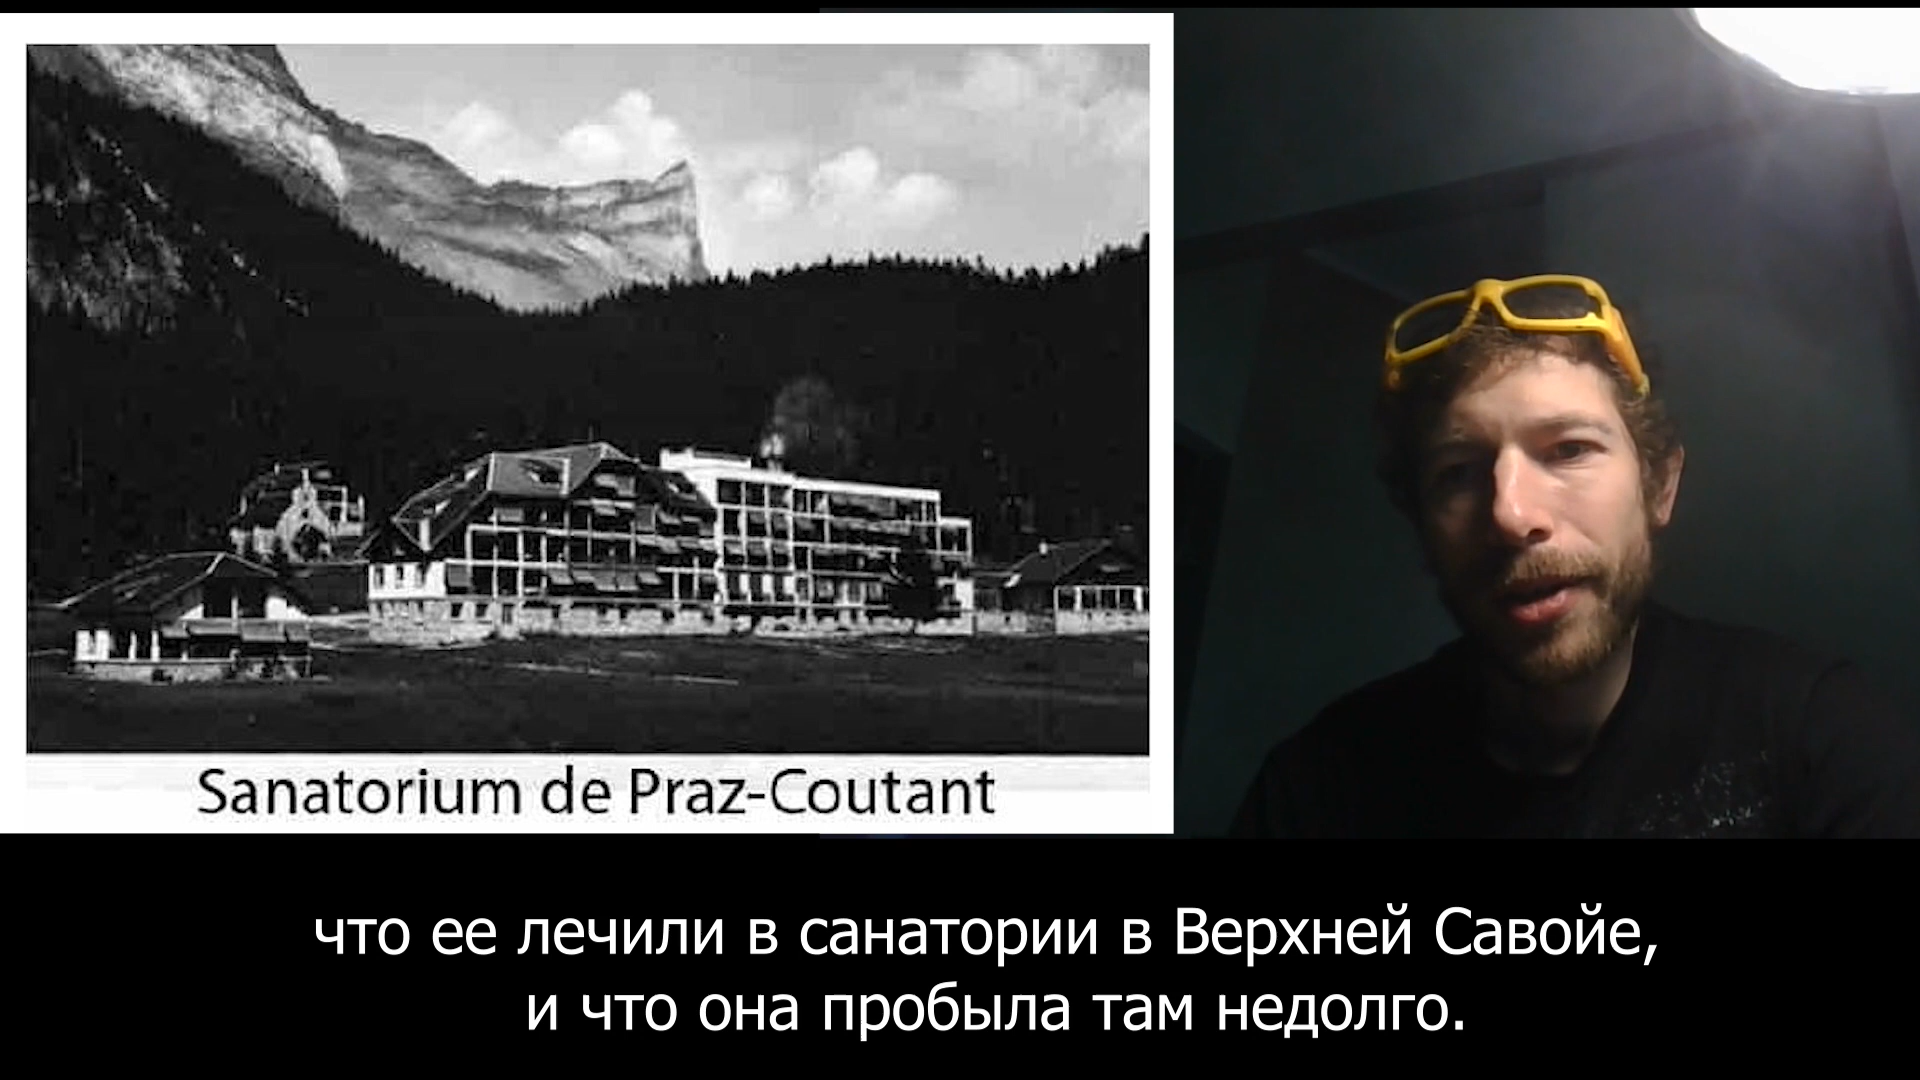 Sanatorium de Praz-Coutant
что ее лечили в санатории в Верхней Савойе,
и что она пробыла там недолго.